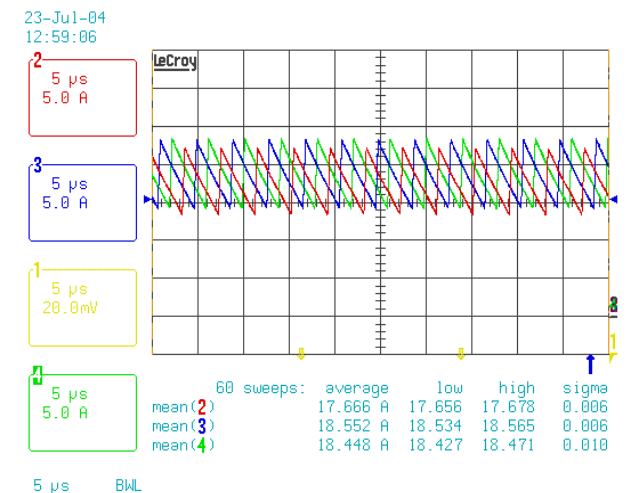 23-Jul-04
12:59:06
2
5 µs
5.0 A
3
5 µs
5.0 A
1
5 µs
20.0mV
4
5 µs
5.0 A
5 µs BWL
LeCroy
1
60 sweeps: average low high sigma
mean(2) 17.666 A 17.656 17.678 0.006
mean(3) 18.552 A 18.534 18.565 0.006
mean(4) 18.448 A 18.427 18.471 0.010